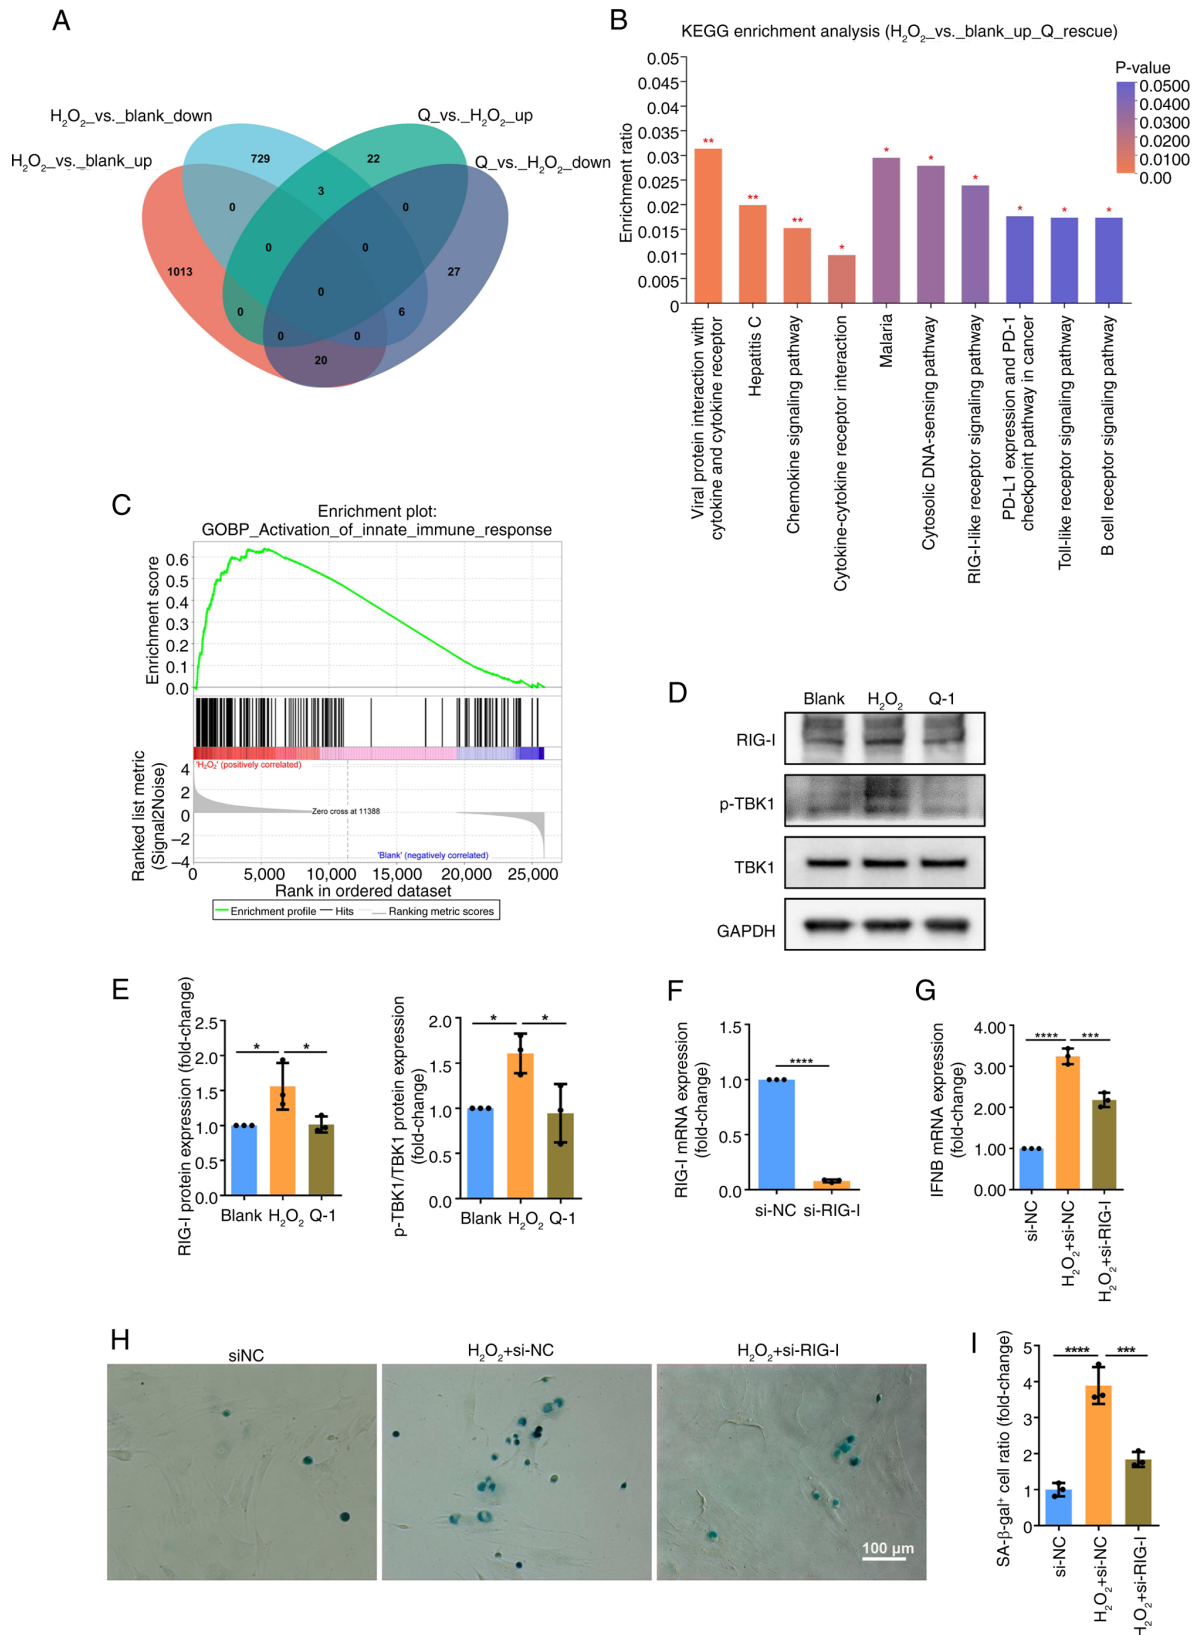 A
H2O2_vs._blank_down
Q_vs._H2O2_up
H2O2_vs._blank_up
Q_vs._H2O2_down
729
22
3
0
0
0
0
1013
27
0
0
6
0
0
20
B
KEGG enrichment analysis (H2O2_vs._blank_up_Q_rescue)
Enrichment ratio
0.05
0.045
0.04
0.035
0.03
0.025
0.02
0.015
0.01
0.005
0
**
**
**
*
*
*
*
*
*
*
P-value
0.0500
0.0400
0.0300
0.0200
0.0100
0.00
Viral protein interaction with
cytokine and cytokine receptor
Hepatitis C
Chemokine signaling pathway
Cytokine-cytokine receptor interaction
Malaria
Cytosolic DNA-sensing pathway
RIG-I-like receptor signaling pathway
PD-L1 expression and PD-1
checkpoint pathway in cancer
Toll-like receptor signaling pathway
B cell receptor signaling pathway
C
Enrichment plot:
GOBP_Activation_of_innate_immune_response
Enrichment score
0.6
0.5
0.4
0.3
0.2
0.1
0.0
Ranked list metric
(Signal2Noise)
4
2
0
−2
−4
'H2O2' (positively correlated)
Zero cross at 11388
'Blank' (negatively correlated)
0
5,000
10,000
15,000
20,000
25,000
Rank in ordered dataset
Enrichment profile
Hits
Ranking metric scores
D
Blank
H2O2
Q-1
RIG-I
p-TBK1
TBK1
GAPDH
E
RIG-I protein expression (fold-change)
2.5
2.0
1.5
1.0
0.5
0.0
*
*
Blank
H2O2
Q-1
p-TBK1/TBK1 protein expression
(fold-change)
2.0
1.5
1.0
0.5
0.0
*
*
Blank
H2O2
Q-1
F
RIG-I mRNA expression
(fold-change)
1.5
1.0
0.5
0.0
****
si-NC
si-RIG-I
G
IFNB mRNA expression
(fold-change)
4.00
3.00
2.00
1.00
0.00
****
***
si-NC
H2O2+si-NC
H2O2+si-RIG-I
H
siNC
H2O2+si-NC
H2O2+si-RIG-I
100 µm
I
SA-β-gal+ cell ratio (fold-change)
5
4
3
2
1
0
****
***
si-NC
H2O2+si-NC
H2O2+si-RIG-I